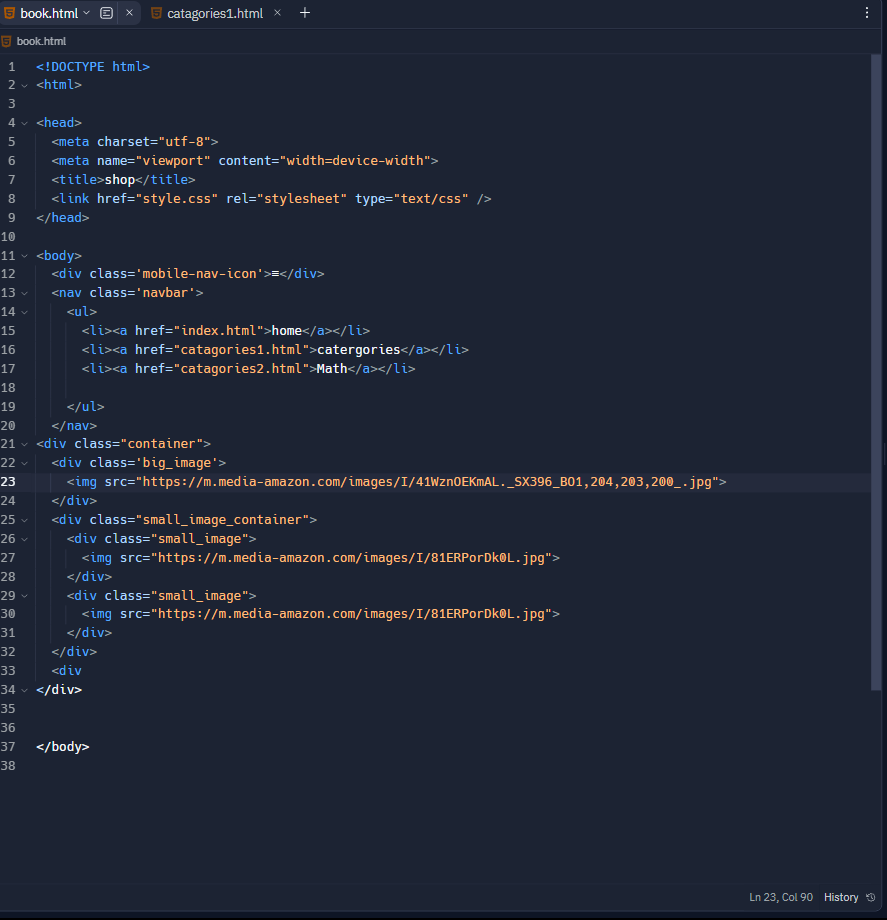 book.html
catagories1.html
book.html
1 <!DOCTYPE html>
2 <html>
3
4 <head>
5   <meta charset="utf-8">
6   <meta name="viewport" content="width=device-width">
7   <title>shop</title>
8   <link href="style.css" rel="stylesheet" type="text/css" />
9 </head>
10
11 <body>
12   <div class='mobile-nav-icon'>≡</div>
13   <nav class='navbar'>
14     <ul>
15       <li><a href="index.html">home</a></li>
16       <li><a href="catagories1.html">catergories</a></li>
17       <li><a href="catagories2.html">Math</a></li>
18
19     </ul>
20   </nav>
21 <div class="container">
22   <div class='big_image'>
23     <img src="https://m.media-amazon.com/images/I/41WznOEKmAL._SX396_BO1,204,203,200_.jpg">
24   </div>
25   <div class="small_image_container">
26     <div class="small_image">
27       <img src="https://m.media-amazon.com/images/I/81ERPorDk0L.jpg">
28     </div>
29     <div class="small_image">
30       <img src="https://m.media-amazon.com/images/I/81ERPorDk0L.jpg">
31     </div>
32   </div>
33   <div
34 </div>
35
36
37 </body>
38
Ln 23, Col 90 History